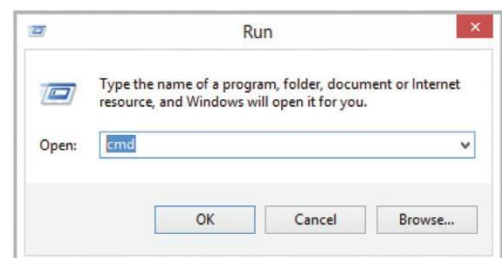 Run
Type the name of a program, folder, document or Internet
resource, and Windows will open it for you.
Open: cmd
OK Cancel Browse...